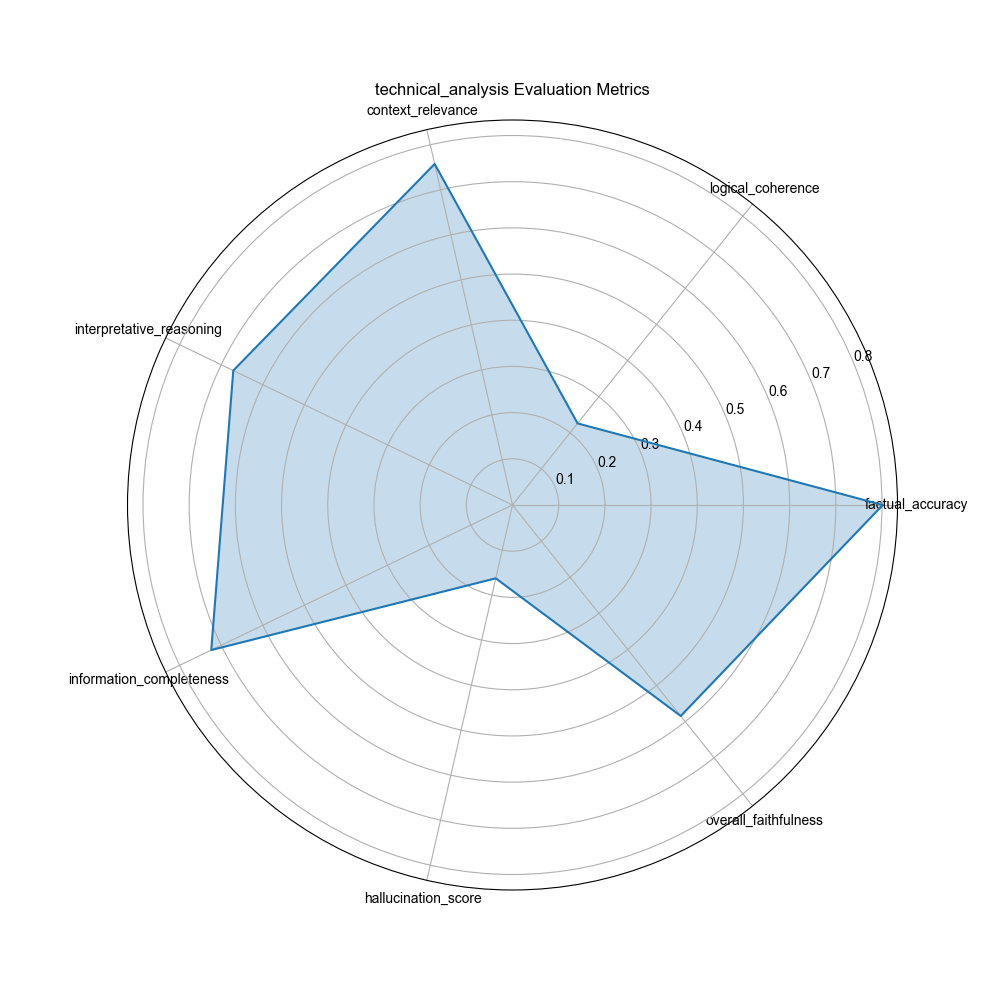 technical_analysis Evaluation Metrics
context_relevance
logical_coherence
interpretative_reasoning
0.8
0.7
0.6
0.5
0.4
0.3
0.2
0.1
factual_accuracy
information_completeness
overall_faithfulness
hallucination_score